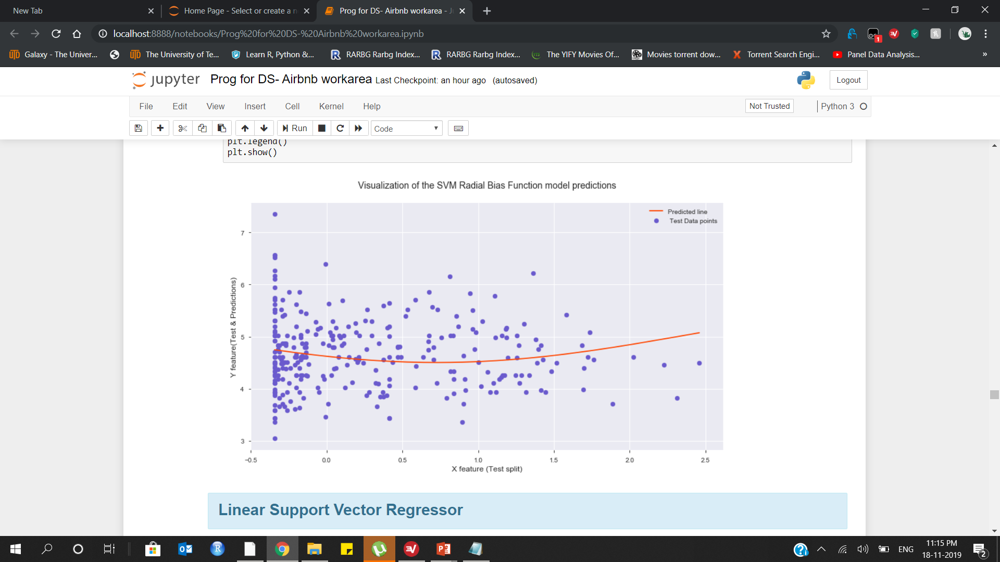 New Tab
Home Page - Select or create a n
Prog for DS- Airbnb workarea - J
localhost:8888/notebooks/Prog%20for%20DS-%20Airbnb%20workarea.ipynb
1
Galaxy - The Univer...
The University of Te...
Learn R, Python &...
RARBG Rarbg Index...
RARBG Rarbg Index...
The YIFY Movies Of...
Movies torrent dow...
Torrent Search Engi...
Panel Data Analysis...
»
jupyter Prog for DS- Airbnb workarea Last Checkpoint: an hour ago (autosaved)
Logout
File Edit View Insert Cell Kernel Help
Not Trusted
Python 3
Run
Code
plt.legend()
plt.show()
Visualization of the SVM Radial Bias Function model predictions
Predicted line
Test Data points
Y feature(Test & Predictions)
7
6
5
4
3
−0.5 0.0 0.5 1.0 1.5 2.0 2.5
X feature (Test split)
Linear Support Vector Regressor
ENG
11:15 PM
18-11-2019
2